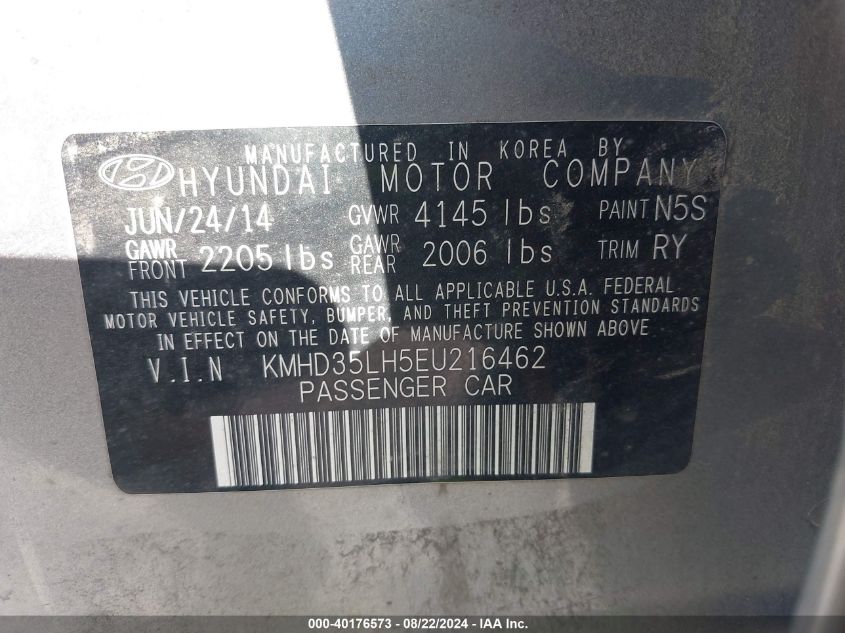 MANUFACTURED IN KOREA BY
HYUNDAI MOTOR COMPANY
JUN/24/14 GVWR 4145 lbs PAINT N5S
GAWR FRONT 2205 lbs GAWR REAR 2006 lbs TRIM RY
THIS VEHICLE CONFORMS TO ALL APPLICABLE U.S.A. FEDERAL
MOTOR VEHICLE SAFETY, BUMPER, AND THEFT PREVENTION STANDARDS
IN EFFECT ON THE DATE OF MANUFACTURE SHOWN ABOVE
V.I.N KMHD35LH5EU216462
PASSENGER CAR
000-40176573 - 08/22/2024 - IAA, Inc.